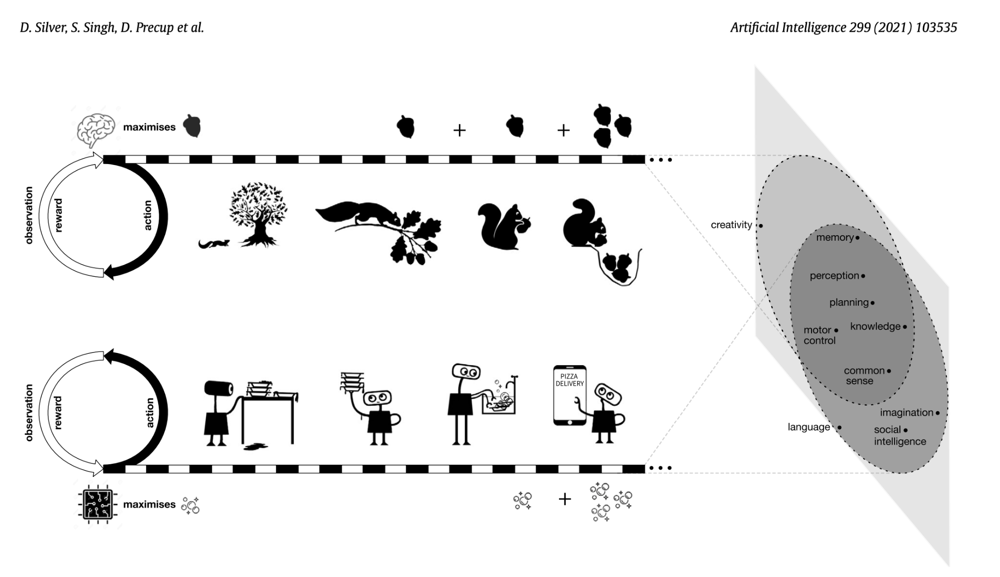 D. Silver, S. Singh, D. Precup et al.
Artificial Intelligence 299 (2021) 103535
maximises
+
+
observation
reward
action
creativity
memory
perception
planning
knowledge
motor
control
common
sense
imagination
language
social
intelligence
observation
reward
action
PIZZA
DELIVERY
maximises
+